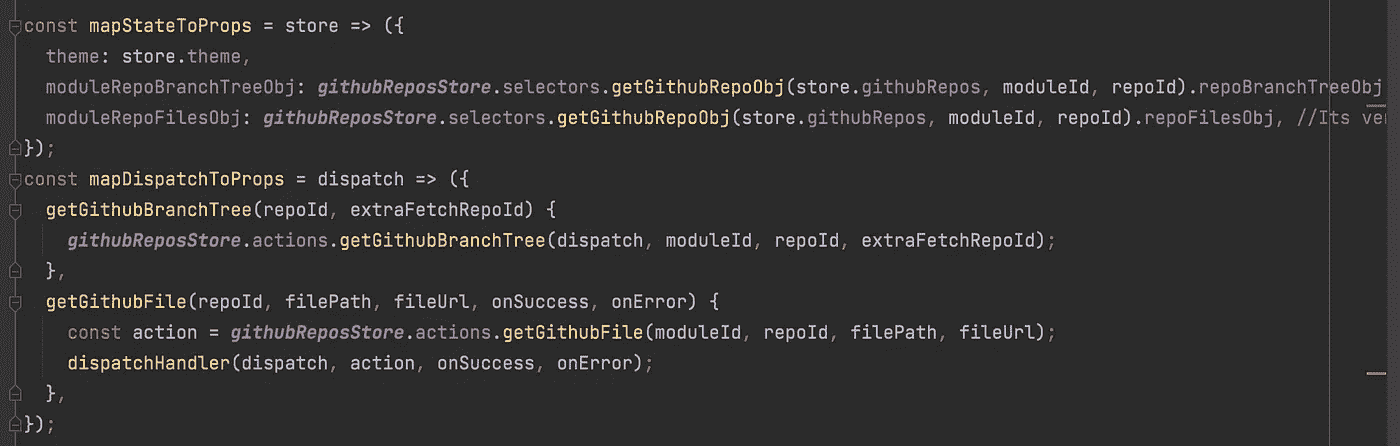 const mapStateToProps = store => ({
  theme: store.theme,
  moduleRepoBranchTreeObj: githubReposStore.selectors.getGithubRepoObj(store.githubRepos, moduleId, repoId).repoBranchTreeObj
  moduleRepoFilesObj: githubReposStore.selectors.getGithubRepoObj(store.githubRepos, moduleId, repoId).repoFilesObj, //Its
});
const mapDispatchToProps = dispatch => ({
  getGithubBranchTree(repoId, extraFetchRepoId) {
    githubReposStore.actions.getGithubBranchTree(dispatch, moduleId, repoId, extraFetchRepoId);
  },
  getGithubFile(repoId, filePath, fileUrl, onSuccess, onError) {
    const action = githubReposStore.actions.getGithubFile(moduleId, repoId, filePath, fileUrl);
    dispatchHandler(dispatch, action, onSuccess, onError);
  },
});